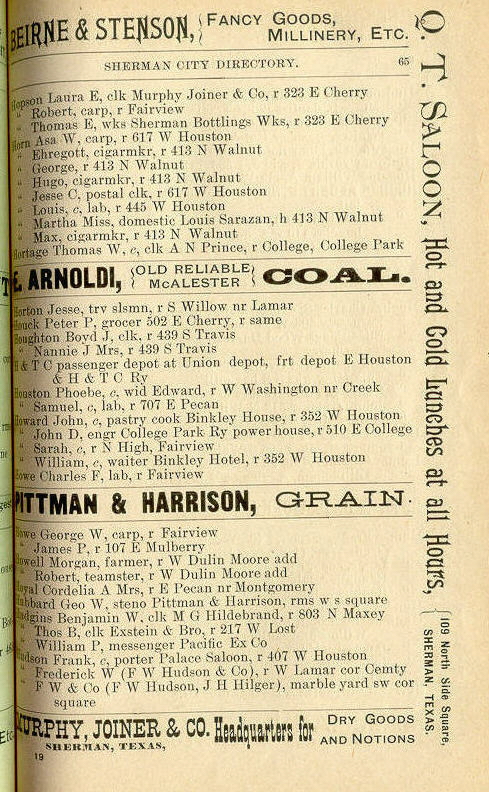 BEIRNE & STENSON, { FANCY GOODS,
MILLINERY, ETC.
SHERMAN CITY DIRECTORY. 65
Hopson Laura E, clk Murphy Joiner & Co, r 323 E Cherry
" Robert, carp, r Fairview
" Thomas E, wks Sherman Bottlings Wks, r 323 E Cherry
Horn Asa W, carp, r 617 W Houston
" Ehregott, cigarmkr, r 413 N Walnut
" George, r 413 N Walnut
" Hugo, cigarmkr, r 413 N Walnut
" Jesse C, postal clk, r 617 W Houston
" Louis, c, lab, r 445 W Houston
" Martha Miss, domestic Louis Sarazan, h 413 N Walnut
" Max, cigarmkr, r 413 N Walnut
Hortage Thomas W, c, clk A N Prince, r College, College Park
E. ARNOLDI, { OLD RELIABLE McALESTER } COAL.
Horton Jesse, trv slsmn, r S Willow nr Lamar
Houck Peter P, grocer 502 E Cherry, r same
Houghton Boyd J, clk, r 439 S Travis
" Nannie J Mrs, r 439 S Travis
H & T C passenger depot at Union depot, frt depot E Houston
& H & T C Ry
Houston Phoebe, c, wid Edward, r W Washington nr Creek
" Samuel, c, lab, r 707 E Pecan
Howard John, c, pastry cook Binkley House, r 352 W Houston
" John D, engr College Park Ry power house, r 510 E College
" Sarah, c, r N High, Fairview
" William, c, waiter Binkley Hotel, r 352 W Houston
Howe Charles F, lab, r Fairview
PITTMAN & HARRISON, GRAIN.
Howe George W, carp, r Fairview
" James P, r 107 E Mulberry
Howell Morgan, farmer, r W Dulin Moore add
" Robert, teamster, r W Dulin Moore add
Hoyal Cordelia A Mrs, r E Pecan nr Montgomery
Hubbard Geo W, steno Pittman & Harrison, rms w s square
Hudgins Benjamin W, clk M G Hildebrand, r 803 N Maxey
" Thos B, clk Exstein & Bro, r 217 W Lost
" William P, messenger Pacific Ex Co
Hudson Frank, c, porter Palace Saloon, r 407 W Houston
" Frederick W (F W Hudson & Co), r W Lamar cor Cemty
" F W & Co (F W Hudson, J H Hilger), marble yard sw cor
square
MURPHY, JOINER & CO. Headquarters for DRY GOODS
SHERMAN, TEXAS, AND NOTIONS
19
O. T. SALOON, Hot and Cold Lunches at all Hours, { 109 North Side Square,
SHERMAN, TEXAS.